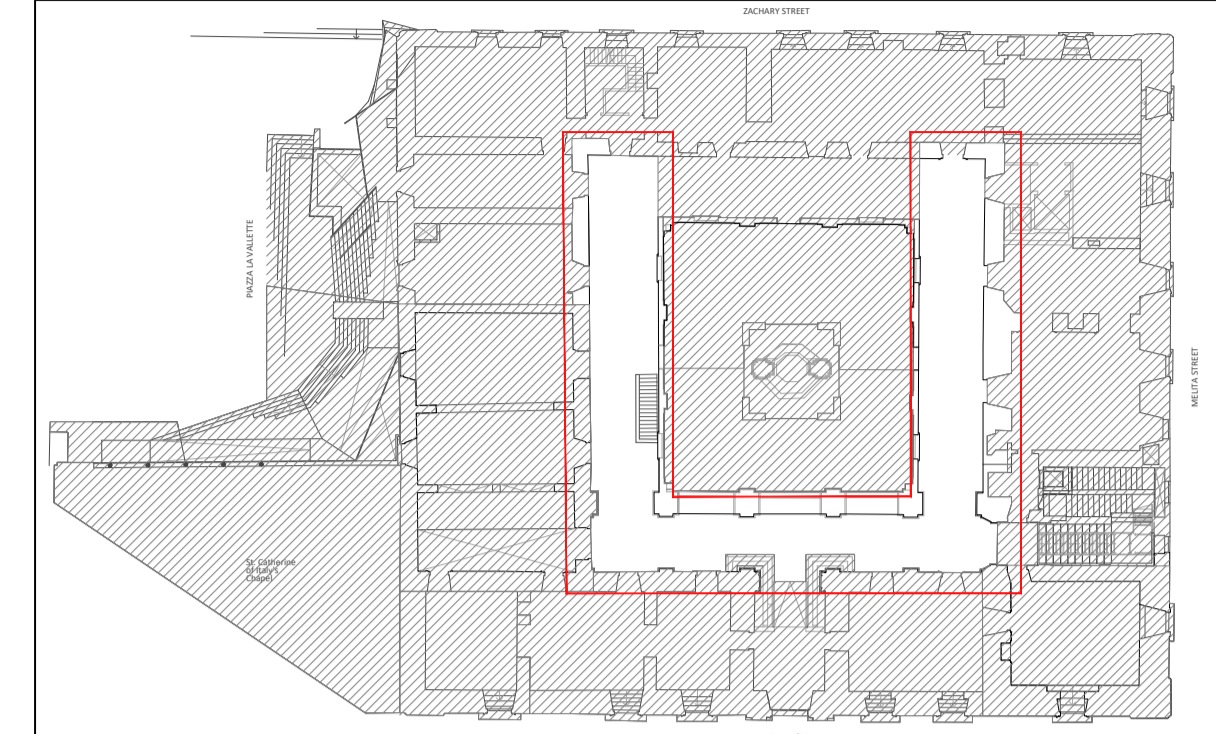 ZACHARY STREET
PIAZZA LA VALLETTE
MELITA STREET
St. Catherine
of Italy's
Chapel